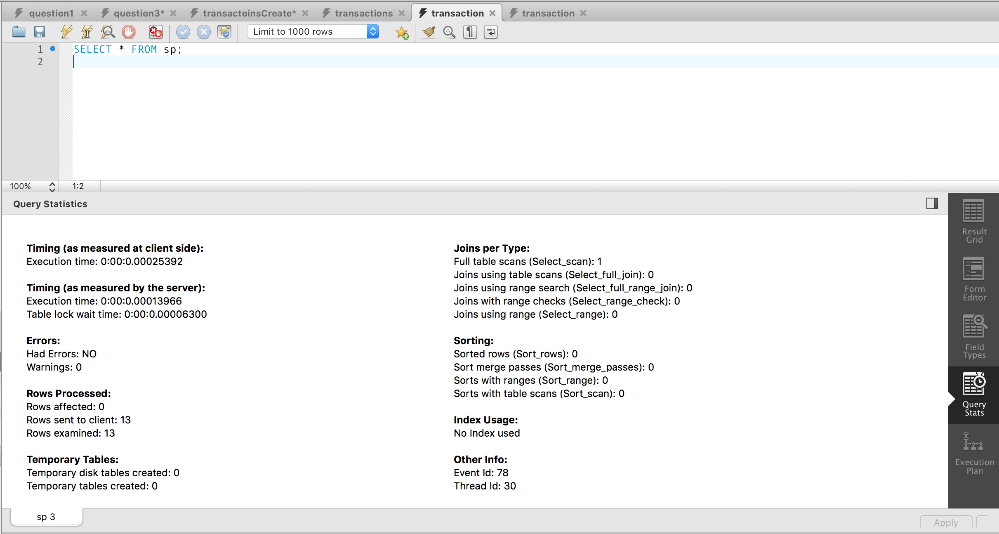 question1 question3* transactoinsCreate* transactions transaction transaction
Limit to 1000 rows
1 SELECT * FROM sp;
2
100% 1:2
Query Statistics
Timing (as measured at client side):
Execution time: 0:00:0.00025392
Timing (as measured by the server):
Execution time: 0:00:0.00013966
Table lock wait time: 0:00:0.00006300
Errors:
Had Errors: NO
Warnings: 0
Rows Processed:
Rows affected: 0
Rows sent to client: 13
Rows examined: 13
Temporary Tables:
Temporary disk tables created: 0
Temporary tables created: 0
Joins per Type:
Full table scans (Select_scan): 1
Joins using table scans (Select_full_join): 0
Joins using range search (Select_full_range_join): 0
Joins with range checks (Select_range_check): 0
Joins using range (Select_range): 0
Sorting:
Sorted rows (Sort_rows): 0
Sort merge passes (Sort_merge_passes): 0
Sorts with ranges (Sort_range): 0
Sorts with table scans (Sort_scan): 0
Index Usage:
No Index used
Other Info:
Event Id: 78
Thread Id: 30
Result
Grid
Form
Editor
Field
Types
Query
Stats
Execution
Plan
sp 3
Apply